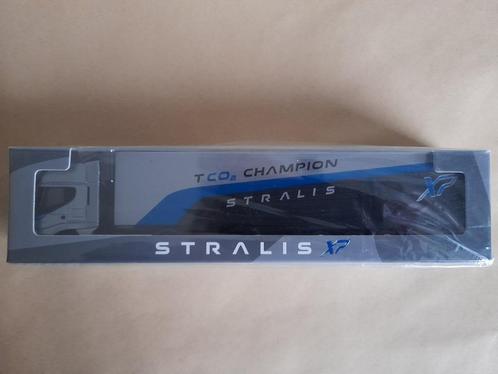 TCO₂ CHAMPION
STRALIS
XP
STRALIS XP